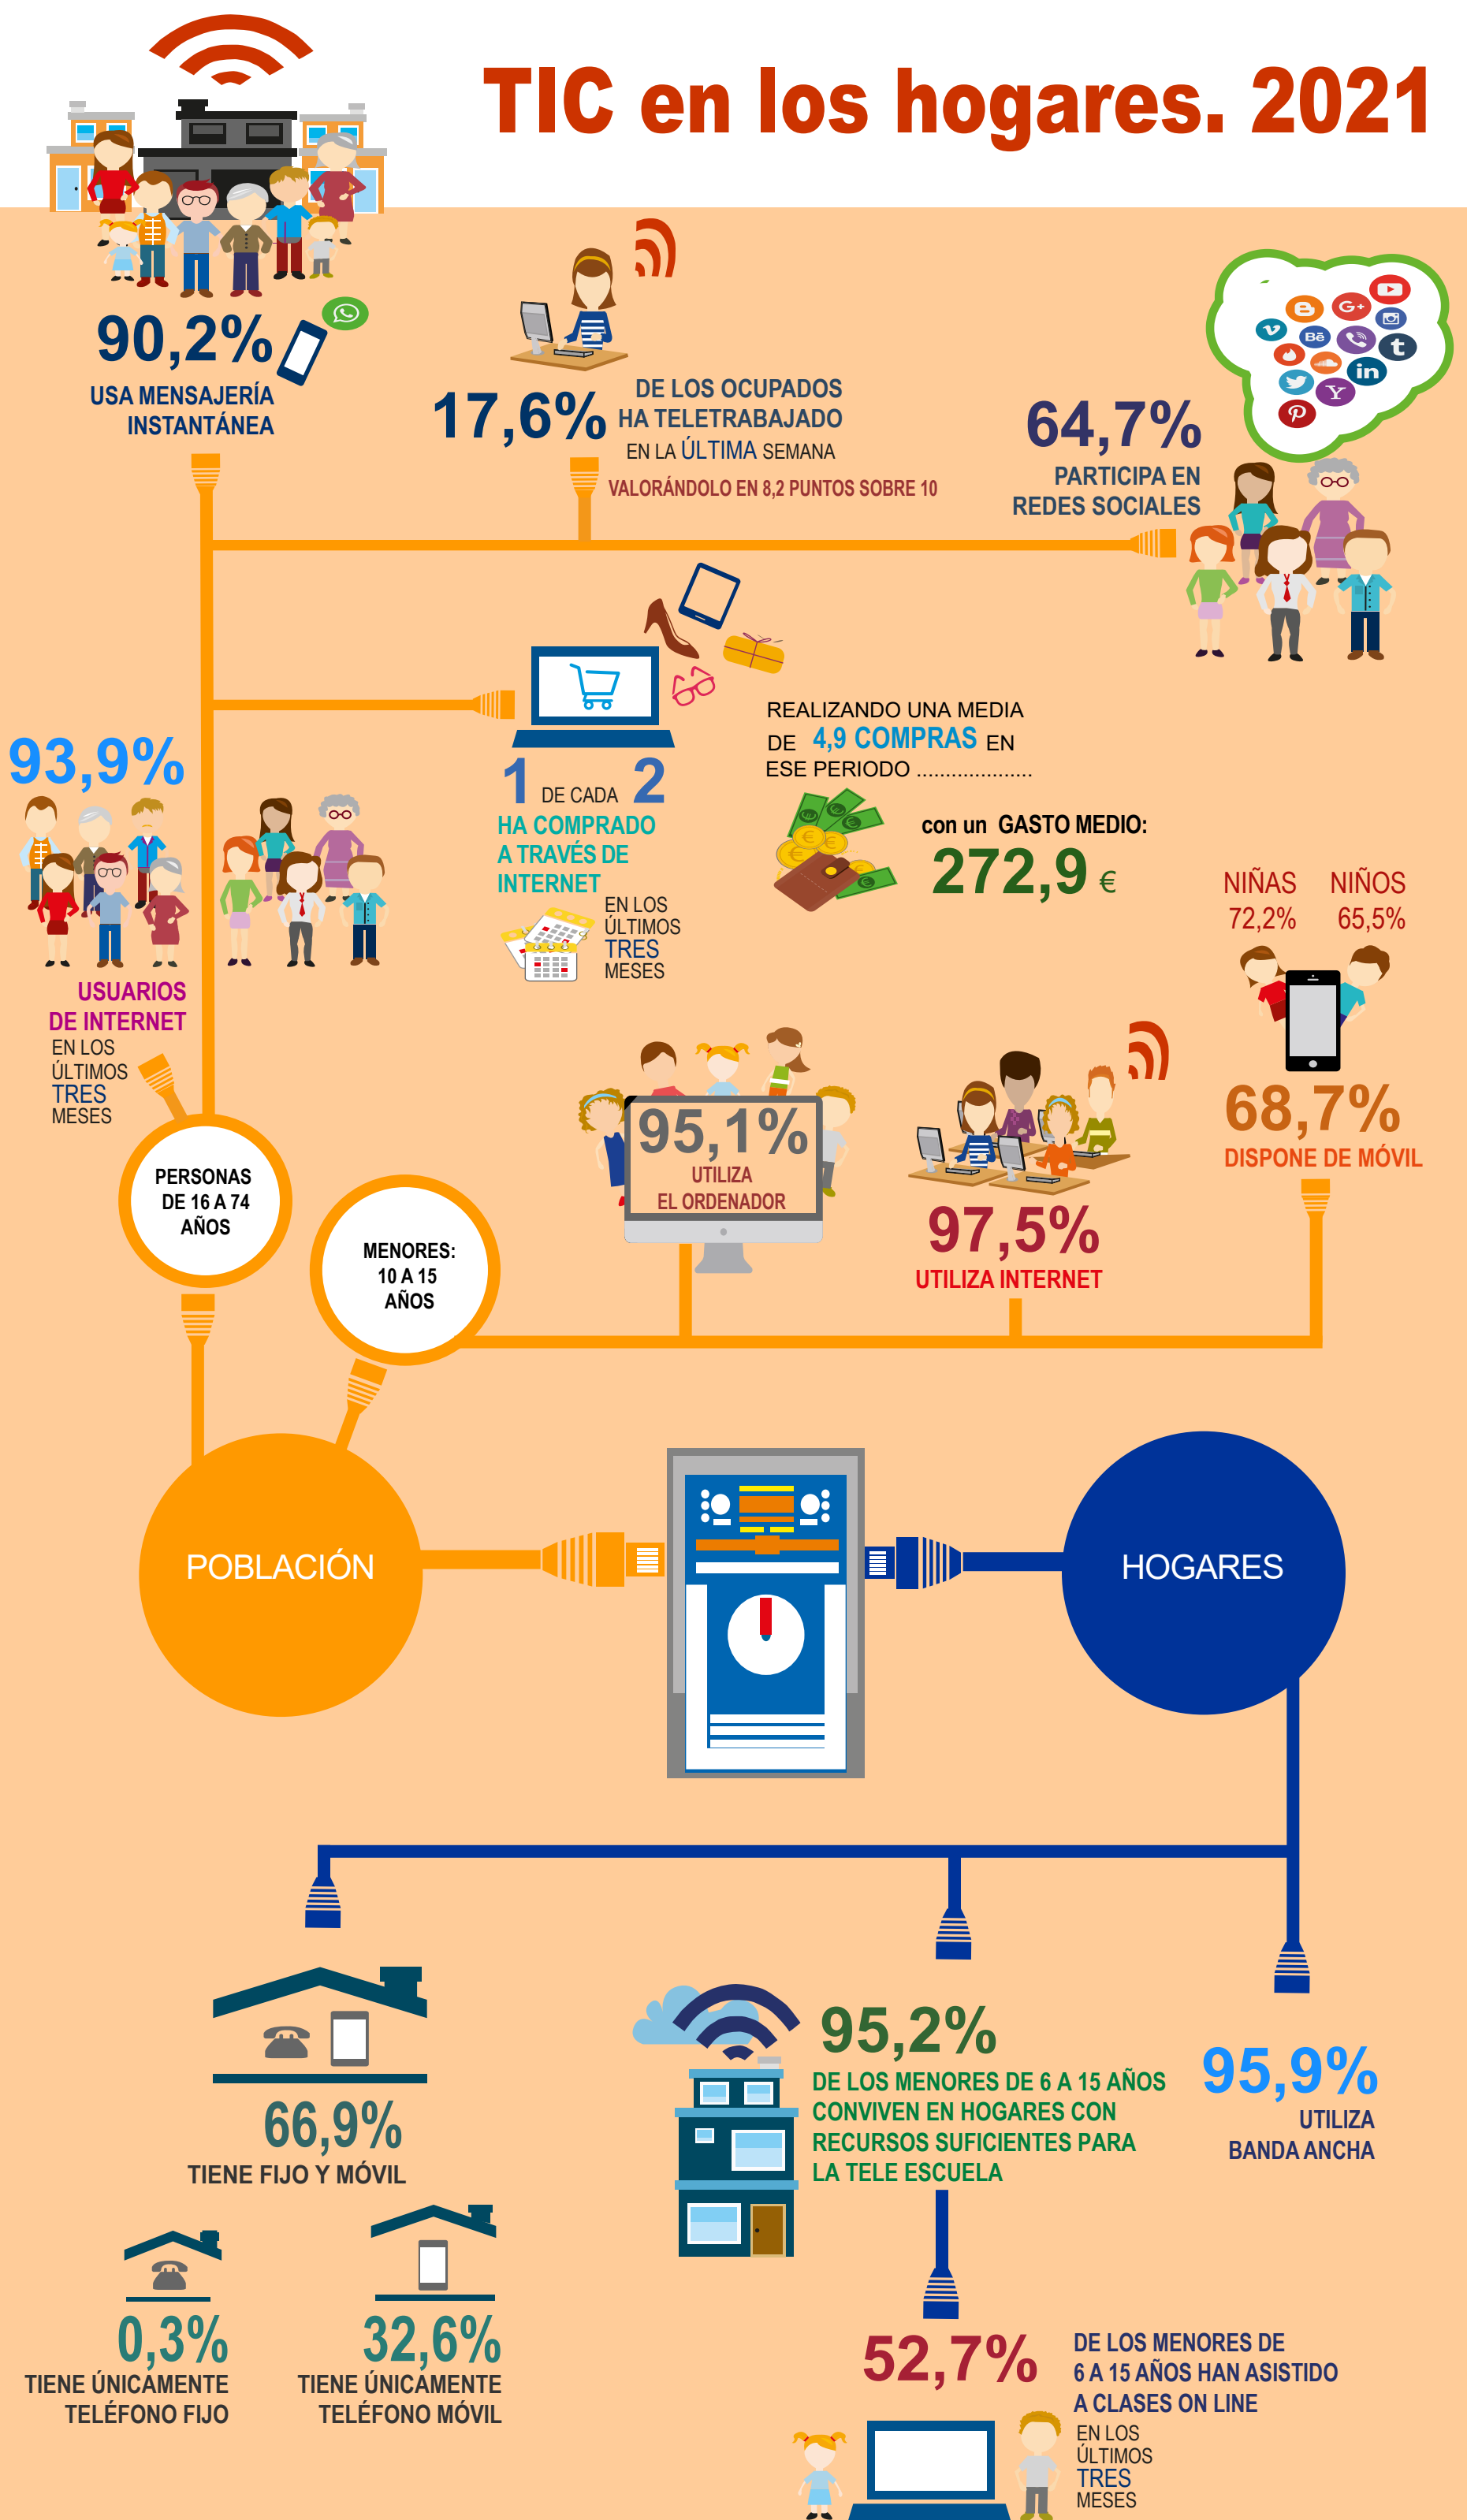 TIC en los hogares. 2021
90,2%
USA MENSAJERÍA
INSTANTÁNEA
17,6%
DE LOS OCUPADOS
HA TELETRABAJADO
EN LA ÚLTIMA SEMANA
VALORÁNDOLO EN 8,2 PUNTOS SOBRE 10
64,7%
PARTICIPA EN
REDES SOCIALES
G+
Bē
t
in
Y
93,9%
USUARIOS
DE INTERNET
EN LOS
ÚLTIMOS
TRES
MESES
1 DE CADA 2
HA COMPRADO
A TRAVÉS DE
INTERNET
EN LOS
ÚLTIMOS
TRES
MESES
REALIZANDO UNA MEDIA
DE 4,9 COMPRAS EN
ESE PERIODO ....................
con un GASTO MEDIO:
272,9 €
NIÑAS NIÑOS
72,2% 65,5%
68,7%
DISPONE DE MÓVIL
95,1%
UTILIZA
EL ORDENADOR
97,5%
UTILIZA INTERNET
PERSONAS
DE 16 A 74
AÑOS
MENORES:
10 A 15
AÑOS
POBLACIÓN
HOGARES
66,9%
TIENE FIJO Y MÓVIL
0,3%
TIENE ÚNICAMENTE
TELÉFONO FIJO
32,6%
TIENE ÚNICAMENTE
TELÉFONO MÓVIL
95,2%
DE LOS MENORES DE 6 A 15 AÑOS
CONVIVEN EN HOGARES CON
RECURSOS SUFICIENTES PARA
LA TELE ESCUELA
95,9%
UTILIZA
BANDA ANCHA
52,7%
DE LOS MENORES DE
6 A 15 AÑOS HAN ASISTIDO
A CLASES ON LINE
EN LOS
ÚLTIMOS
TRES
MESES